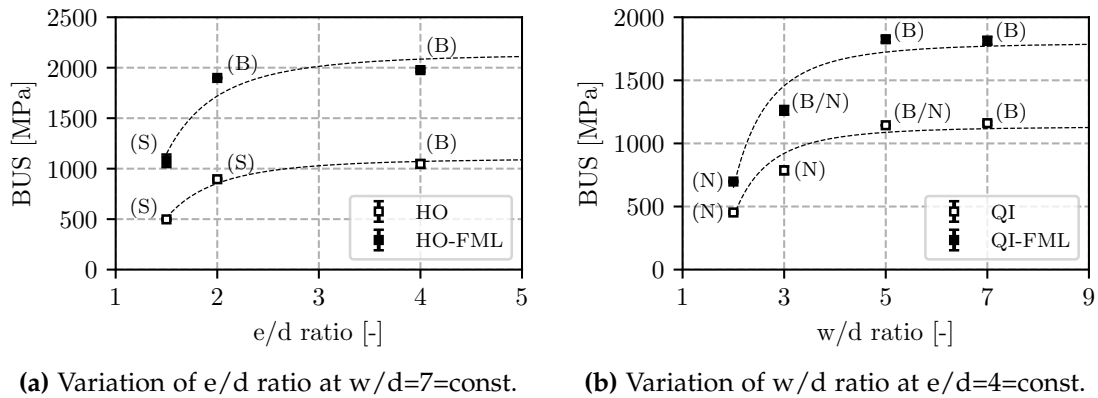 2500
2000
1500
1000
500
0
BUS [MPa]
(S)
(B)
(B)
(S)
(S)
(B)
HO
HO-FML
1 2 3 4 5
e/d ratio [-]
(a) Variation of e/d ratio at w/d=7=const.
2000
1500
1000
500
0
BUS [MPa]
(N)
(B/N)
(B)
(B)
(N)
(N)
(B/N)
(B)
QI
QI-FML
1 3 5 7 9
w/d ratio [-]
(b) Variation of w/d ratio at e/d=4=const.